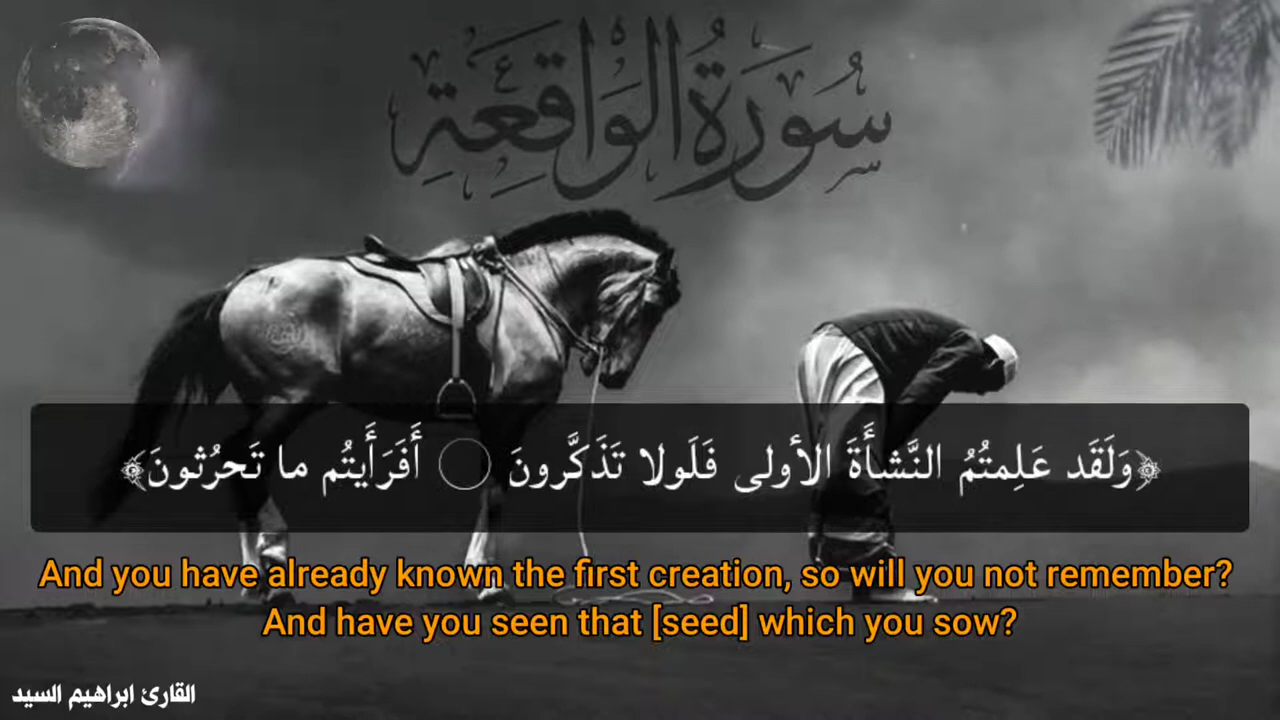 سُورَةُ الْوَاقِعَةِ
﴿وَلَقَد عَلِمتُمُ النَّشأَةَ الأولى فَلَولا تَذَكَّرونَ ۝ أَفَرَأَيتُم ما تَحرُثونَ﴾
And you have already known the first creation, so will you not remember?
And have you seen that [seed] which you sow?
القارئ ابراهيم السيد